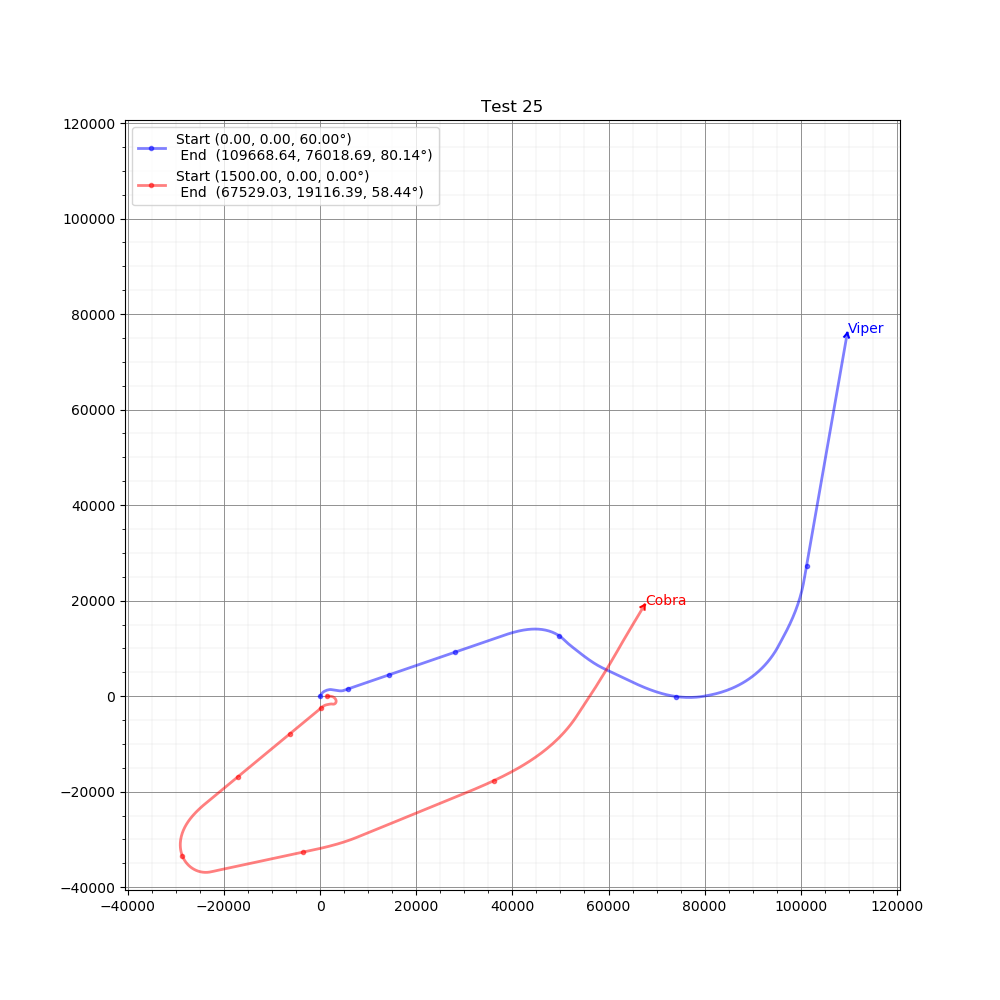 Test 25
Start (0.00, 0.00, 60.00°)
End (109668.64, 76018.69, 80.14°)
Start (1500.00, 0.00, 0.00°)
End (67529.03, 19116.39, 58.44°)
120000
100000
80000
60000
40000
20000
0
−20000
−40000
Viper
Cobra
−40000 −20000 0 20000 40000 60000 80000 100000 120000